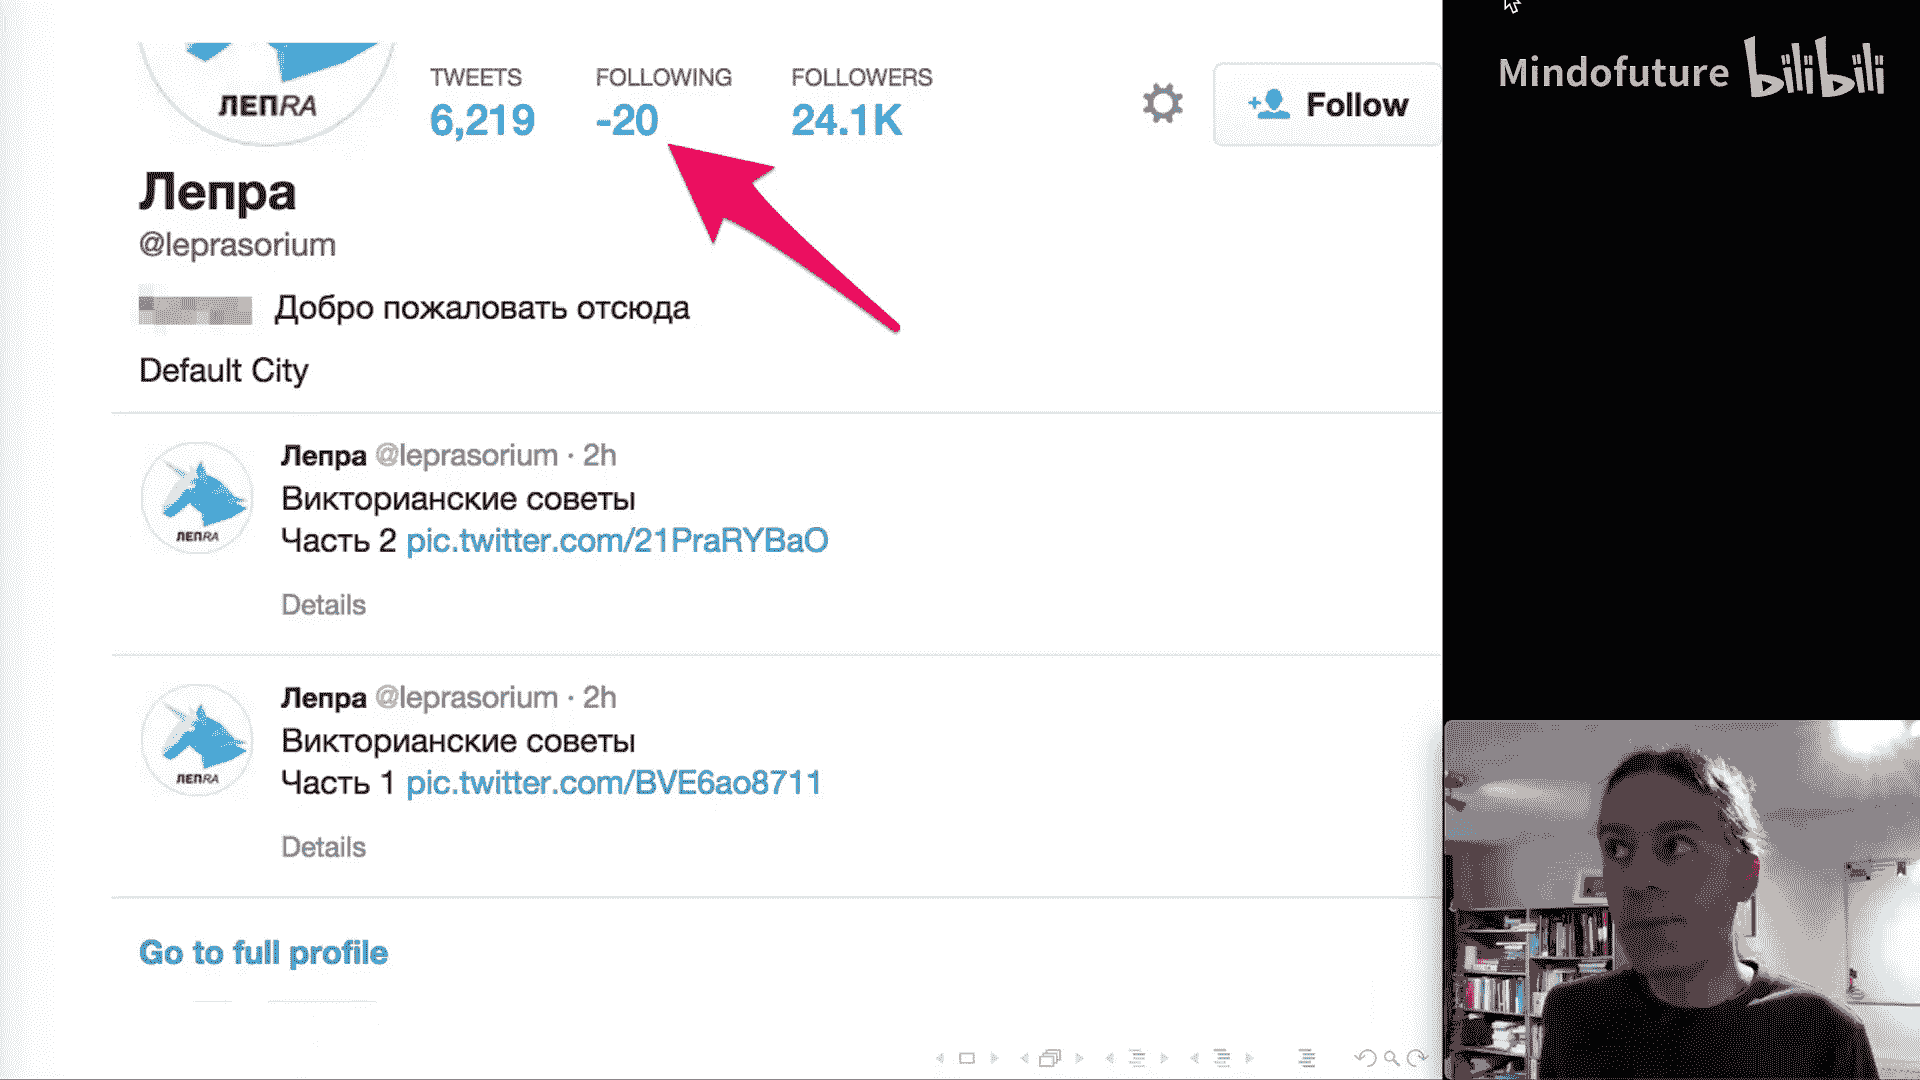 Mindofuture bilibili
ЛЕПRA
TWEETS FOLLOWING FOLLOWERS
6,219 -20 24.1K
Follow
Лепра
@leprasorium
Добро пожаловать отсюда
Default City
Лепра @leprasorium · 2h
Викторианские советы
Часть 2 pic.twitter.com/21PraRYBaO
Details
ЛЕПRA
Лепра @leprasorium · 2h
Викторианские советы
Часть 1 pic.twitter.com/BVE6ao8711
Details
ЛЕПRA
Go to full profile